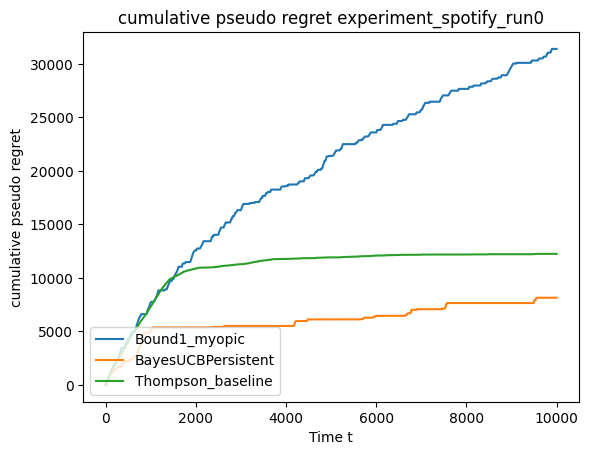 cumulative pseudo regret experiment_spotify_run0
cumulative pseudo regret
30000
25000
20000
15000
10000
5000
0
Bound1_myopic
BayesUCBPersistent
Thompson_baseline
0 2000 4000 6000 8000 10000
Time t